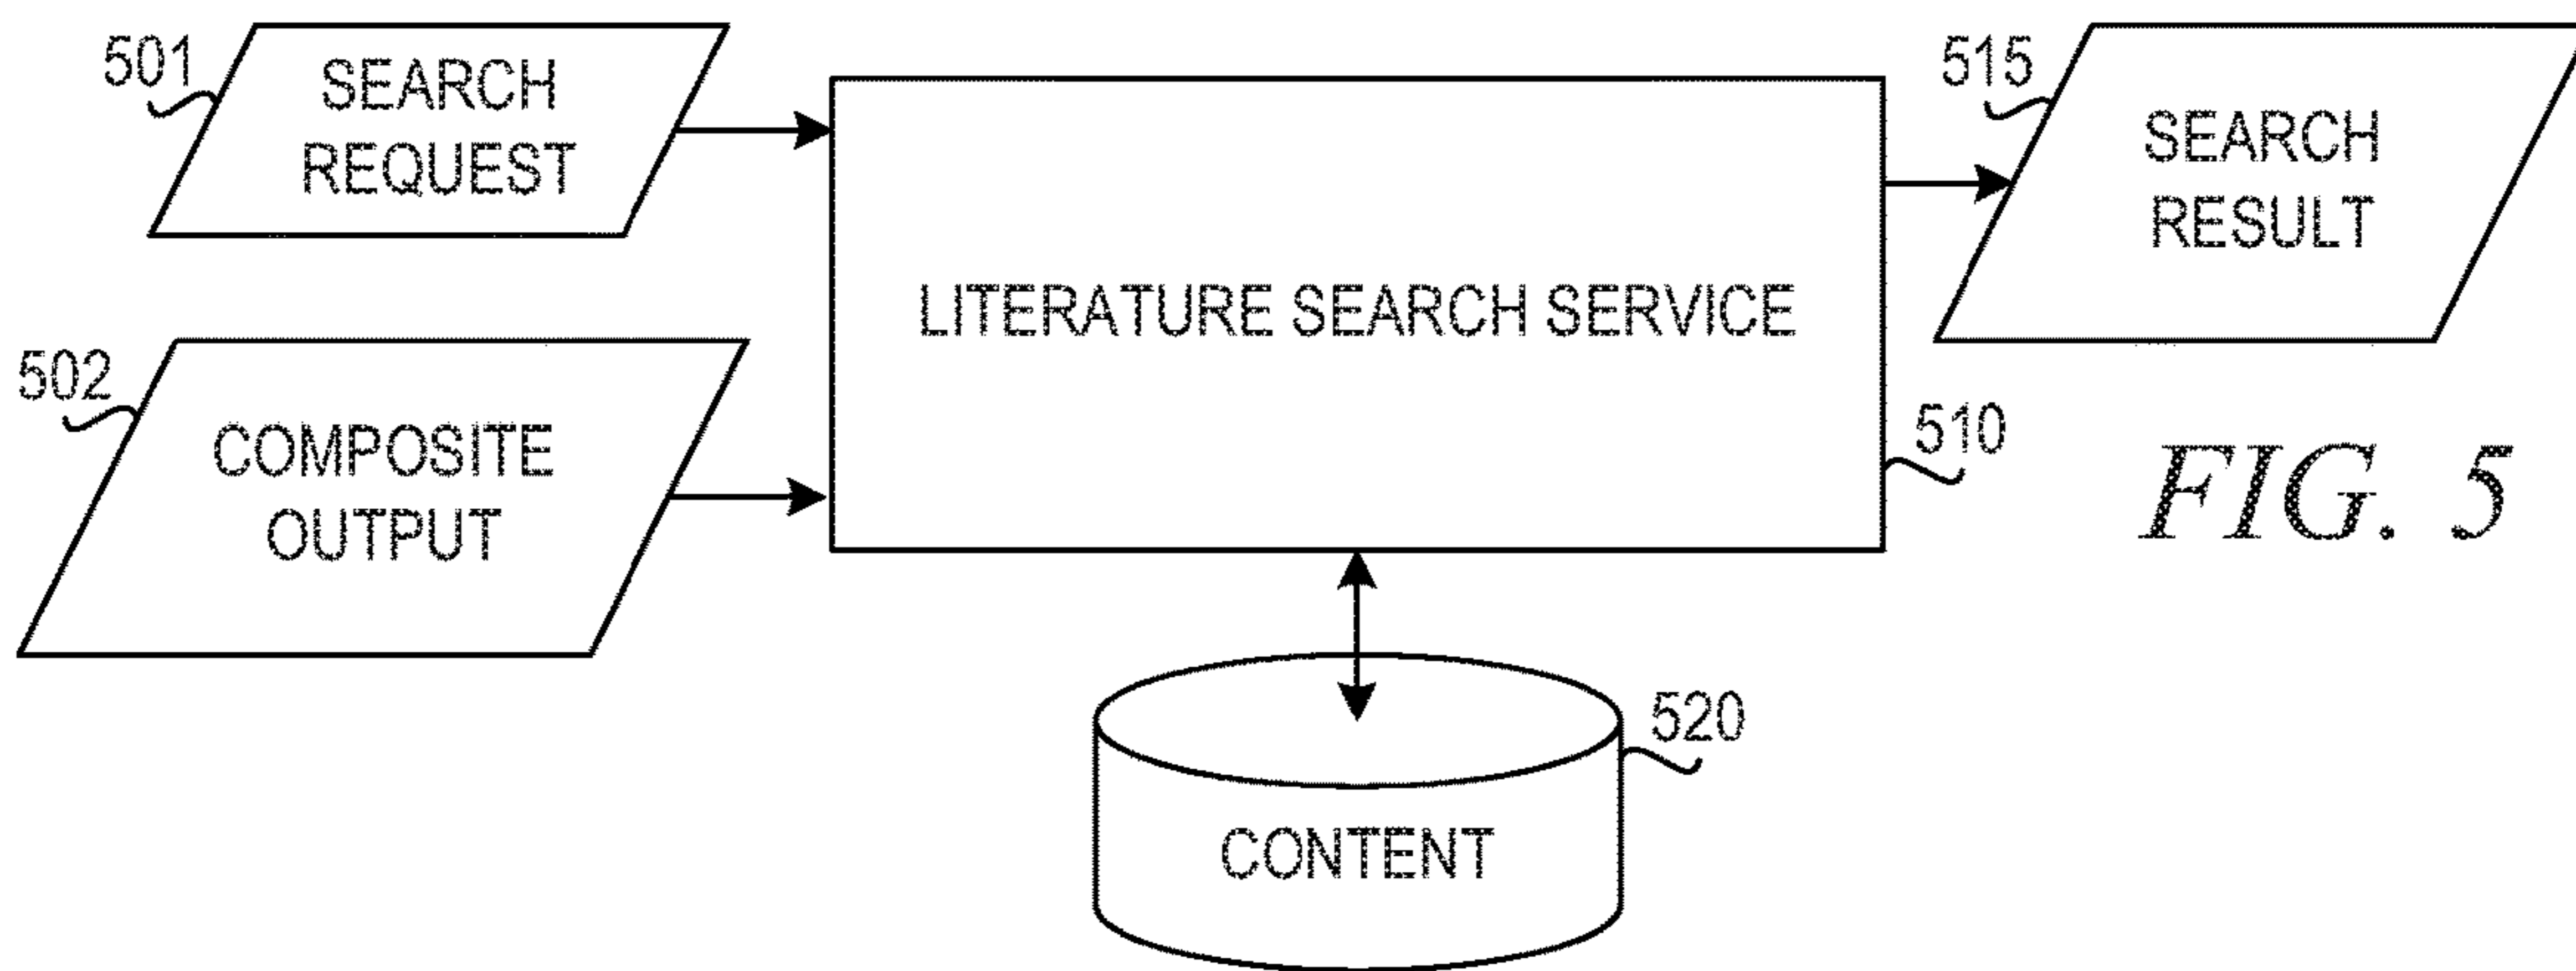 501
SEARCH
REQUEST
502
COMPOSITE
OUTPUT
LITERATURE SEARCH SERVICE
510
515
SEARCH
RESULT
520
CONTENT
FIG. 5